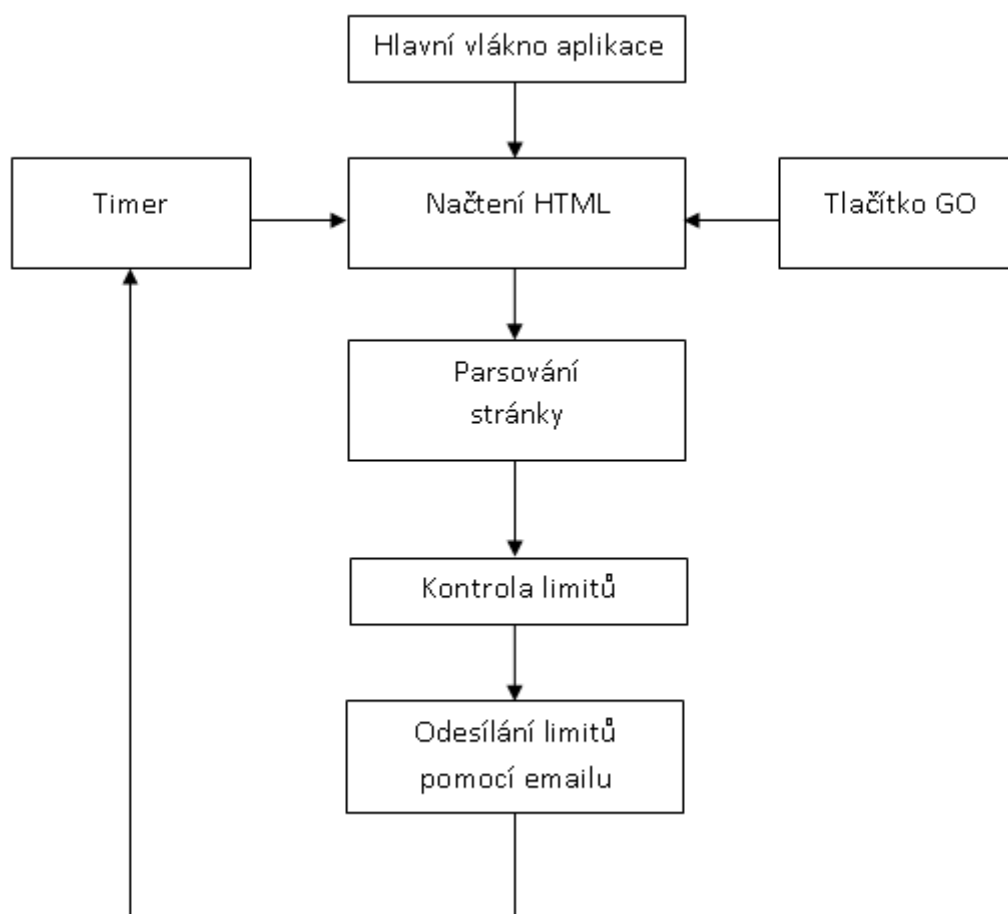 Hlavní vlákno aplikace
Timer
Načtení HTML
Tlačítko GO
Parsování
stránky
Kontrola limitů
Odesílání limitů
pomocí emailu